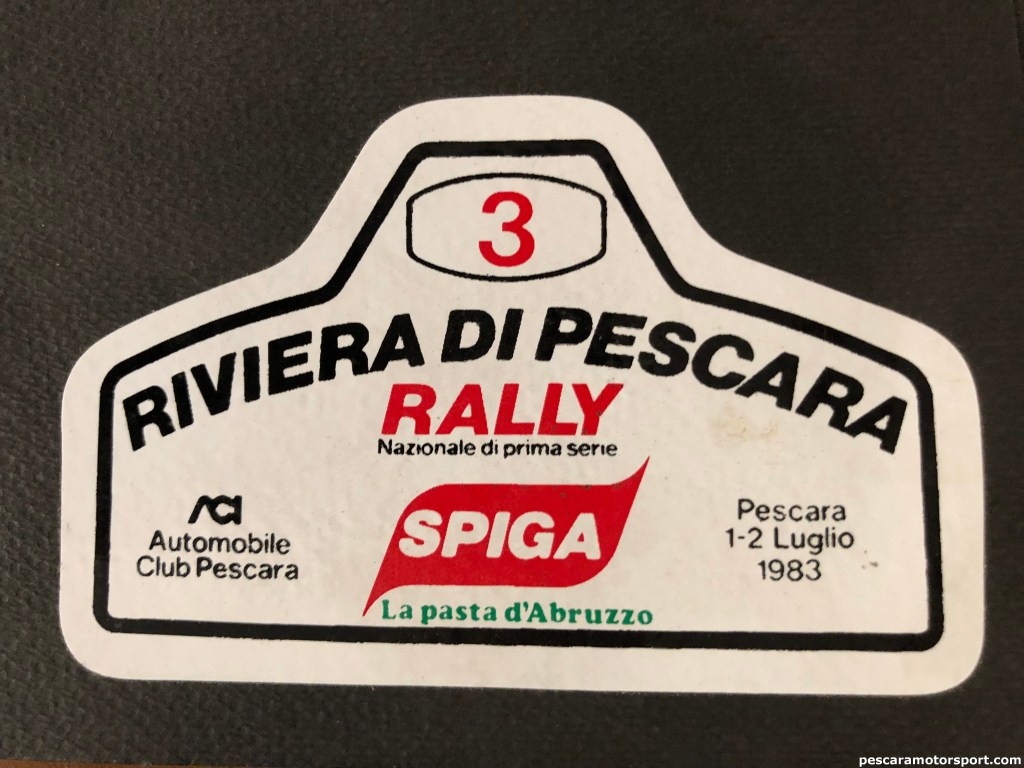 3
RIVIERA DI PESCARA
RALLY
Nazionale di prima serie
ACI
Automobile
Club Pescara
SPIGA
La pasta d'Abruzzo
Pescara
1-2 Luglio
1983
pescaramotorsport.com